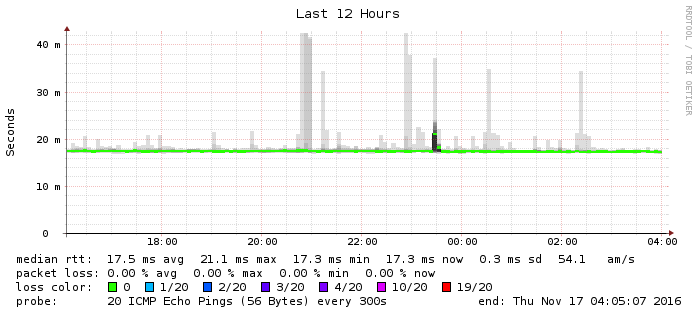 Last 12 Hours
RRDTOOL / TOBI OETIKER
Seconds
40 m
30 m
20 m
10 m
0
18:00 20:00 22:00 00:00 02:00 04:00
median rtt: 17.5 ms avg 21.1 ms max 17.3 ms min 17.3 ms now 0.3 ms sd 54.1 am/s
packet loss: 0.00 % avg 0.00 % max 0.00 % min 0.00 % now
loss color: 0 1/20 2/20 3/20 4/20 10/20 19/20
probe: 20 ICMP Echo Pings (56 Bytes) every 300s end: Thu Nov 17 04:05:07 2016